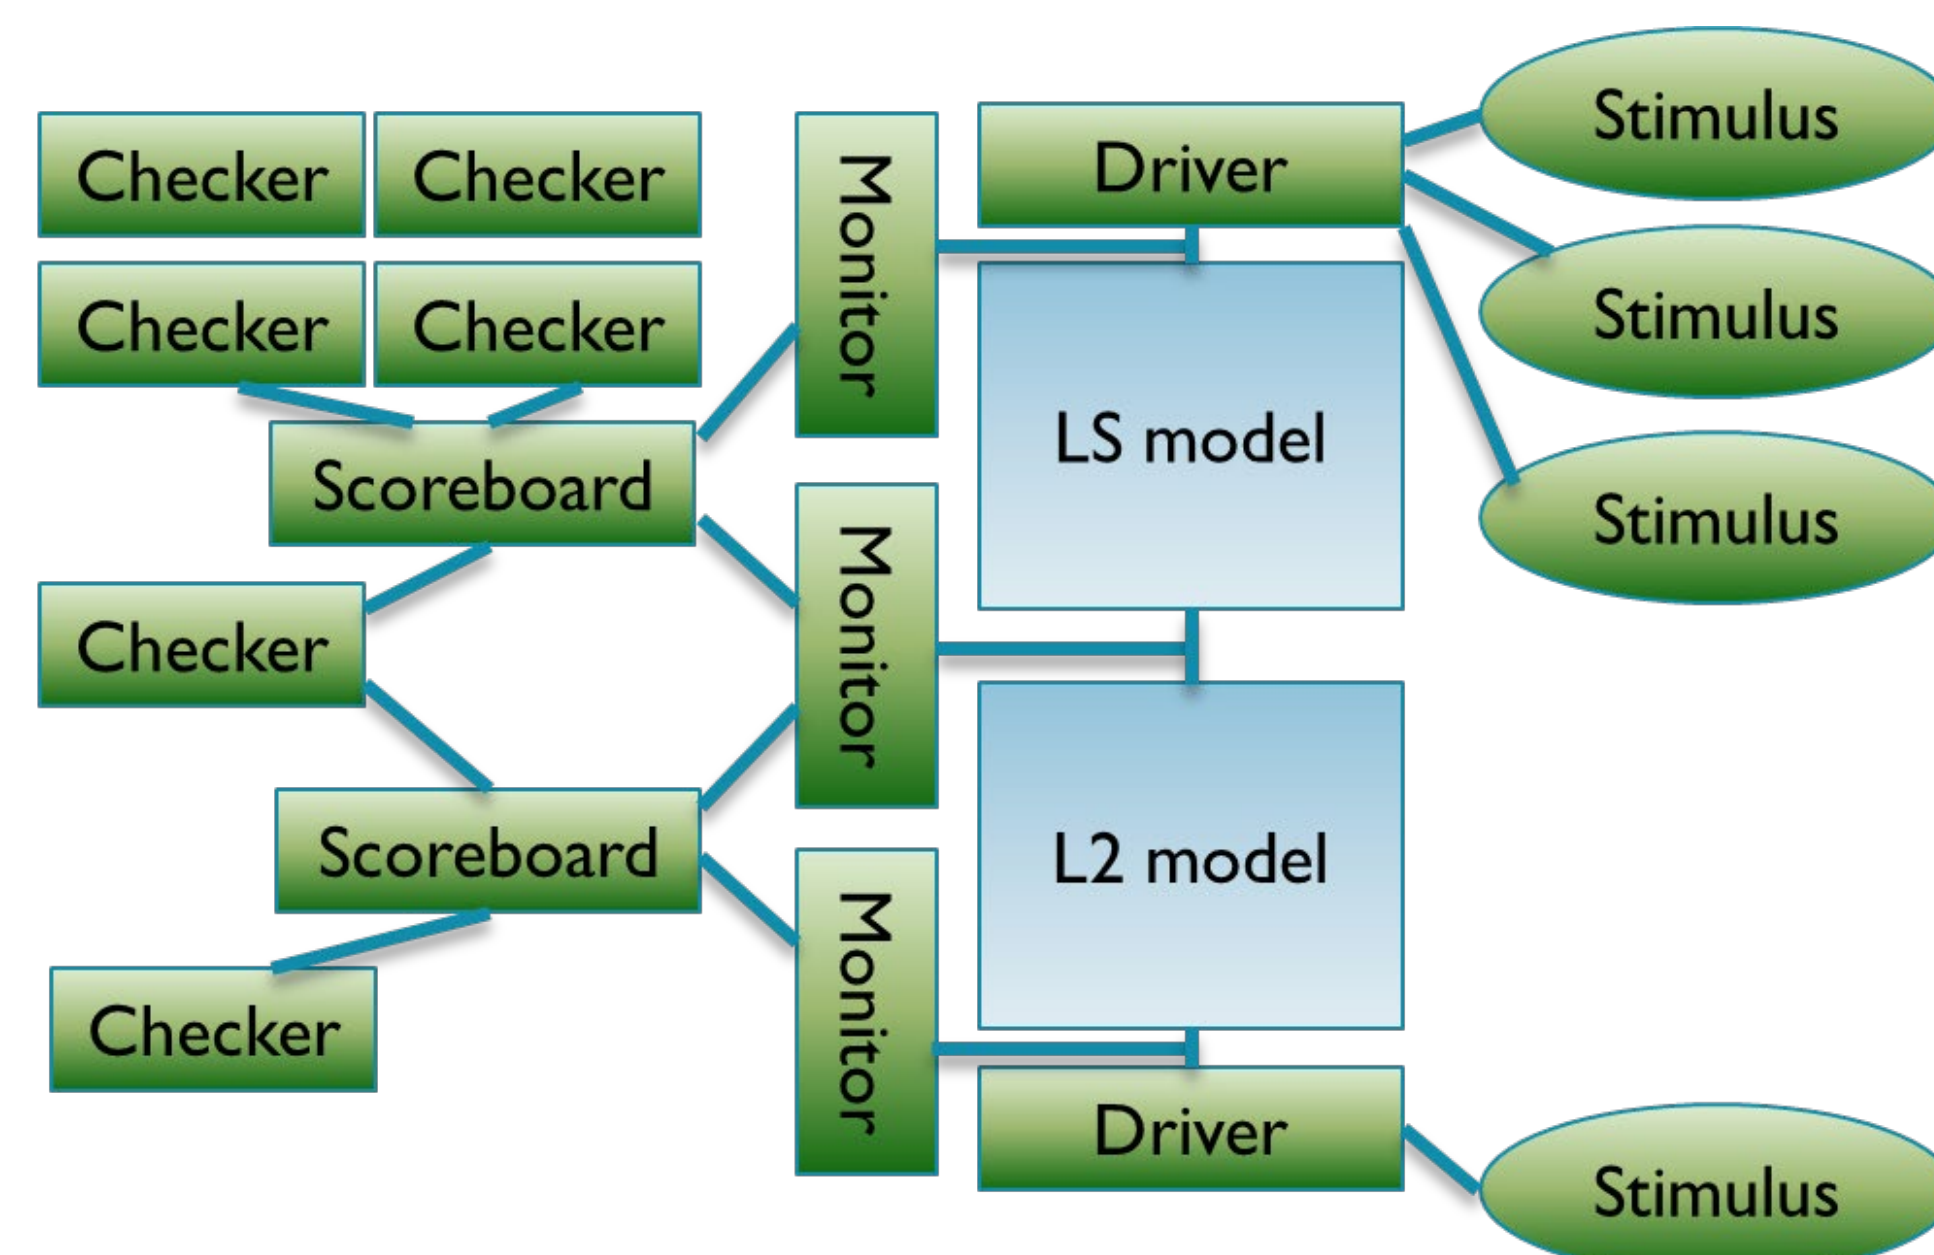 Checker
Checker
Monitor
Driver
Stimulus
Checker
Checker
Stimulus
LS model
Scoreboard
Stimulus
Checker
Monitor
Scoreboard
L2 model
Monitor
Checker
Driver
Stimulus